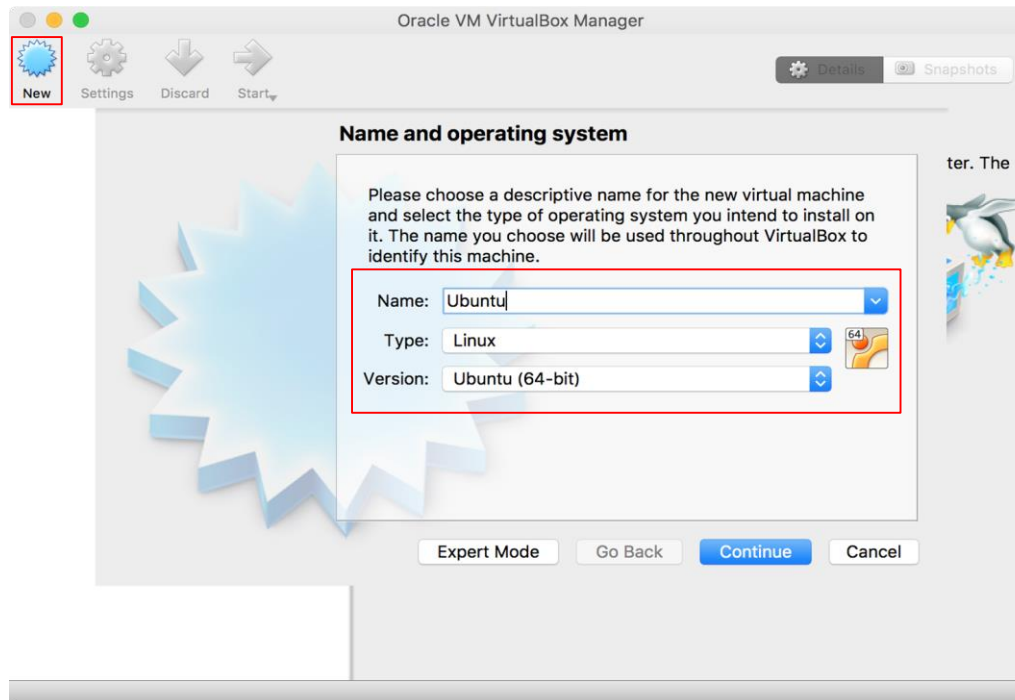 Oracle VM VirtualBox Manager
New Settings Discard Start
Details Snapshots
Name and operating system
ter. The
Please choose a descriptive name for the new virtual machine
and select the type of operating system you intend to install on
it. The name you choose will be used throughout VirtualBox to
identify this machine.
Name: Ubuntu
Type: Linux
64
Version: Ubuntu (64-bit)
Expert Mode Go Back Continue Cancel